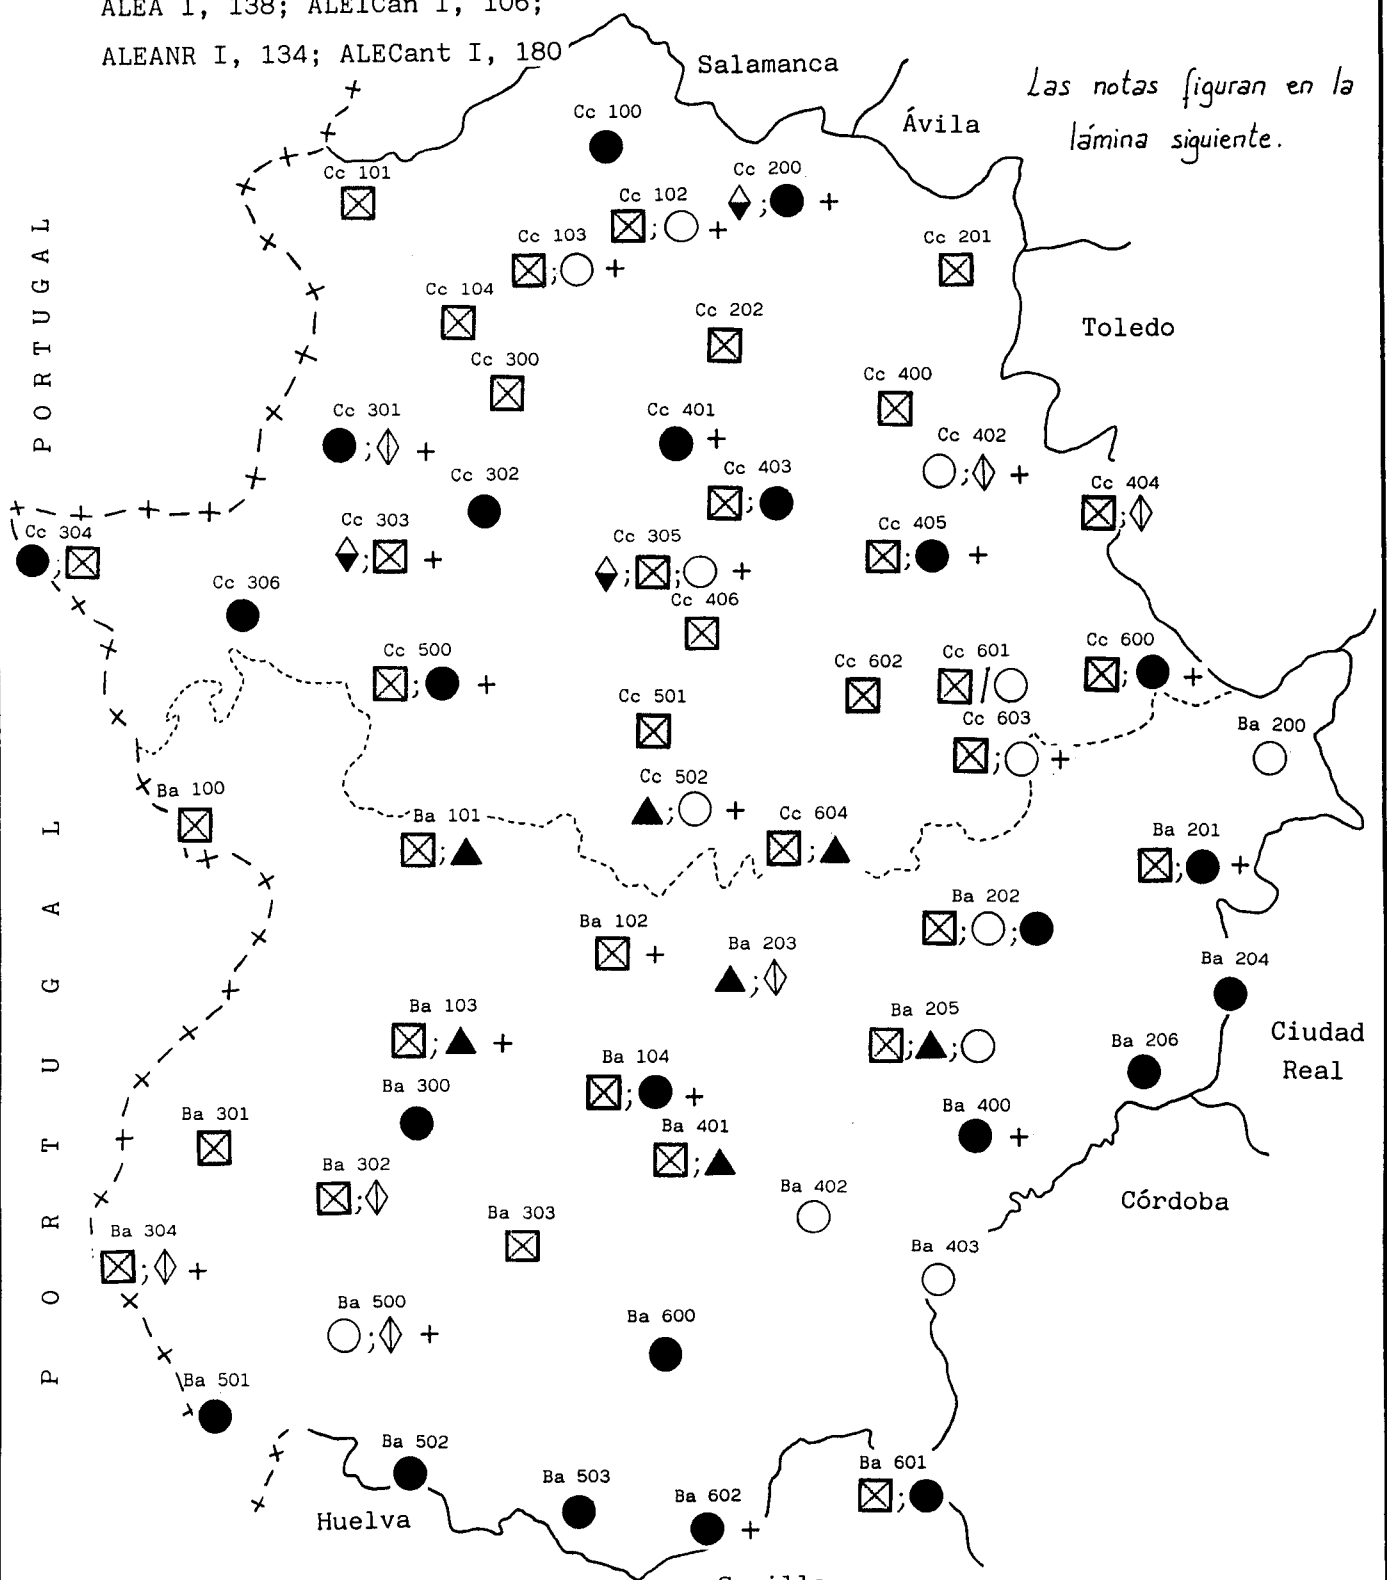 ALEA I, 138; ALEICan I, 106;
ALEANR I, 134; ALECant I, 180
Salamanca
Las notas figuran en la
lámina siguiente.
Ávila
Cc 100
Cc 101
Cc 200
Cc 102
Cc 103
Cc 201
Cc 104
Cc 202
Toledo
PORTUGAL
Cc 300
Cc 400
Cc 301
Cc 401
Cc 402
Cc 302
Cc 403
Cc 404
Cc 303
Cc 304
Cc 305
Cc 405
Cc 306
Cc 406
Cc 500
Cc 602
Cc 601
Cc 600
Cc 501
Cc 603
Ba 200
Cc 502
Ba 100
Ba 101
Cc 604
Ba 201
PORTUGAL
Ba 202
Ba 102
Ba 203
Ba 204
Ba 103
Ba 205
Ciudad
Real
Ba 104
Ba 206
Ba 300
Ba 400
Ba 301
Ba 401
Ba 302
Ba 402
Córdoba
Ba 303
Ba 304
Ba 403
Ba 500
Ba 600
Ba 501
Ba 502
Ba 503
Ba 601
Ba 602
Huelva